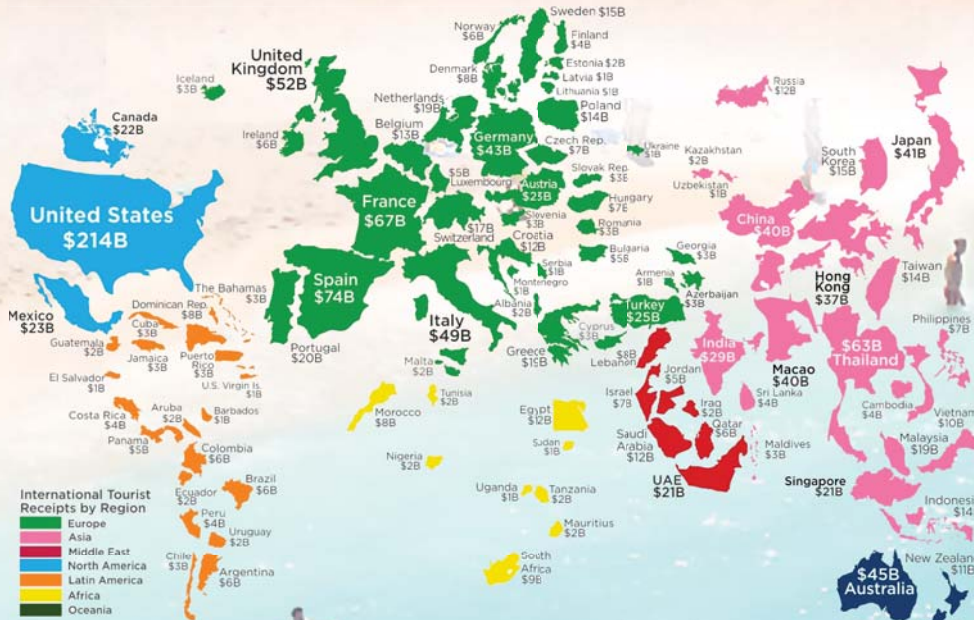 Sweden $15B
Norway
$6B
Finland
$4B
Estonia $2B
Latvia $1B
Lithuania $1B
Denmark
$8B
United
Kingdom
$52B
Iceland
$3B
Ireland
$6B
Netherlands
$19B
Belgium
$13B
Poland
$14B
Germany
$43B
Czech Rep.
$7B
Ukraine
$1B
Russia
$12B
Kazakhstan
$2B
Uzbekistan
$1B
South
Korea
$15B
Japan
$41B
Canada
$22B
United States
$214B
Mexico
$23B
$5B
Luxembourg
Austria
$23B
Slovak Rep.
$3B
Hungary
$7B
France
$67B
$17B
Switzerland
Slovenia
$3B
Croatia
$12B
Romania
$3B
Bulgaria
$5B
Serbia
$1B
Montenegro
$1B
Albania
$2B
Georgia
$3B
Armenia
$1B
Azerbaijan
$3B
Turkey
$25B
Cyprus
$3B
Greece
$19B
Spain
$74B
Portugal
$20B
Italy
$49B
Malta
$2B
China
$40B
Hong
Kong
$37B
Taiwan
$14B
Philippines
$7B
India
$29B
Macao
$40B
$63B
Thailand
Sri Lanka
$4B
Cambodia
$4B
Vietnam
$10B
Maldives
$3B
Malaysia
$19B
Singapore
$21B
Indones
$14
The Bahamas
$3B
Dominican Rep.
$8B
Cuba
$3B
Guatemala
$2B
Jamaica
$3B
Puerto
Rico
$3B
U.S. Virgin Is.
$1B
El Salvador
$1B
Costa Rica
$4B
Aruba
$2B
Barbados
$1B
Panama
$5B
Colombia
$6B
Ecuador
$2B
Brazil
$6B
Peru
$4B
Uruguay
$2B
Chile
$3B
Argentina
$6B
Morocco
$8B
Tunisia
$2B
Egypt
$12B
Nigeria
$2B
Sudan
$1B
Uganda
$1B
Tanzania
$2B
Mauritius
$2B
South
Africa
$9B
$8B
Lebanon
Jordan
$5B
Israel
$7B
Iraq
$2B
Qatar
$6B
Saudi
Arabia
$12B
UAE
$21B
$45B
Australia
New Zealand
$11B
International Tourist
Receipts by Region
Europe
Asia
Middle East
North America
Latin America
Africa
Oceania